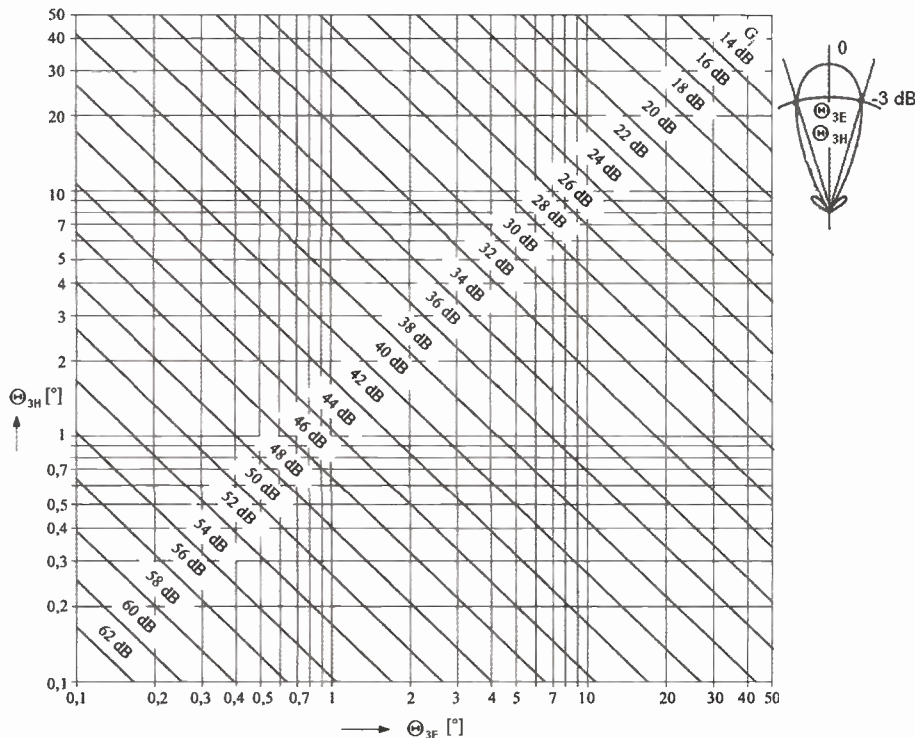 50
40
30
20
10
7
5
4
3
2
Θ3H [°]
1
0,7
0,5
0,4
0,3
0,2
0,1
0,1 0,2 0,3 0,4 0,5 0,7 1 2 3 4 5 7 10 20 30 40 50
Θ3E [°]
Gi
14 dB
16 dB
18 dB
20 dB
22 dB
24 dB
26 dB
28 dB
30 dB
32 dB
34 dB
36 dB
38 dB
40 dB
42 dB
44 dB
46 dB
48 dB
50 dB
52 dB
54 dB
56 dB
58 dB
60 dB
62 dB
0
-3 dB
Θ3E
Θ3H